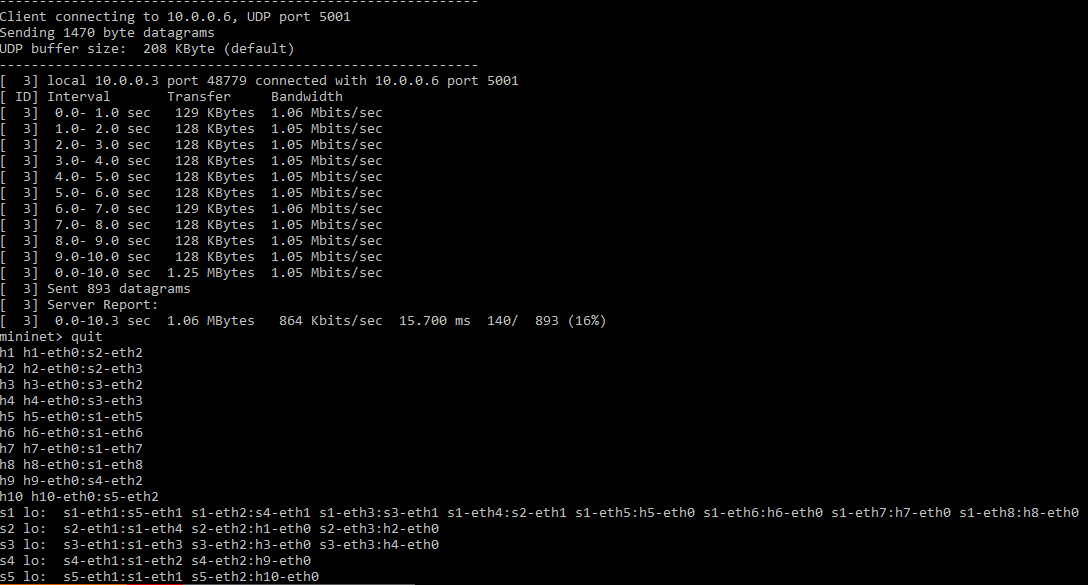 ------------------------------------------------------------
Client connecting to 10.0.0.6, UDP port 5001
Sending 1470 byte datagrams
UDP buffer size:  208 KByte (default)
------------------------------------------------------------
[  3] local 10.0.0.3 port 48779 connected with 10.0.0.6 port 5001
[ ID] Interval       Transfer     Bandwidth
[  3]  0.0- 1.0 sec   129 KBytes  1.06 Mbits/sec
[  3]  1.0- 2.0 sec   128 KBytes  1.05 Mbits/sec
[  3]  2.0- 3.0 sec   128 KBytes  1.05 Mbits/sec
[  3]  3.0- 4.0 sec   128 KBytes  1.05 Mbits/sec
[  3]  4.0- 5.0 sec   128 KBytes  1.05 Mbits/sec
[  3]  5.0- 6.0 sec   128 KBytes  1.05 Mbits/sec
[  3]  6.0- 7.0 sec   129 KBytes  1.06 Mbits/sec
[  3]  7.0- 8.0 sec   128 KBytes  1.05 Mbits/sec
[  3]  8.0- 9.0 sec   128 KBytes  1.05 Mbits/sec
[  3]  9.0-10.0 sec   128 KBytes  1.05 Mbits/sec
[  3]  0.0-10.0 sec  1.25 MBytes  1.05 Mbits/sec
[  3] Sent 893 datagrams
[  3] Server Report:
[  3]  0.0-10.3 sec  1.06 MBytes   864 Kbits/sec  15.700 ms  140/  893 (16%)
mininet> quit
h1 h1-eth0:s2-eth2
h2 h2-eth0:s2-eth3
h3 h3-eth0:s3-eth2
h4 h4-eth0:s3-eth3
h5 h5-eth0:s1-eth5
h6 h6-eth0:s1-eth6
h7 h7-eth0:s1-eth7
h8 h8-eth0:s1-eth8
h9 h9-eth0:s4-eth2
h10 h10-eth0:s5-eth2
s1 lo:  s1-eth1:s5-eth1 s1-eth2:s4-eth1 s1-eth3:s3-eth1 s1-eth4:s2-eth1 s1-eth5:h5-eth0 s1-eth6:h6-eth0 s1-eth7:h7-eth0 s1-eth8:h8-eth0
s2 lo:  s2-eth1:s1-eth4 s2-eth2:h1-eth0 s2-eth3:h2-eth0
s3 lo:  s3-eth1:s1-eth3 s3-eth2:h3-eth0 s3-eth3:h4-eth0
s4 lo:  s4-eth1:s1-eth2 s4-eth2:h9-eth0
s5 lo:  s5-eth1:s1-eth1 s5-eth2:h10-eth0